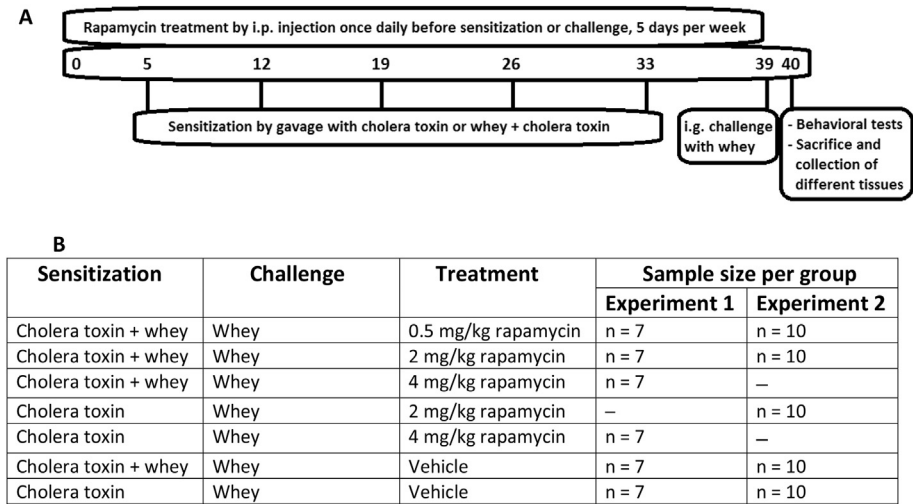 A
Rapamycin treatment by i.p. injection once daily before sensitization or challenge, 5 days per week
0 5 12 19 26 33 39 40
Sensitization by gavage with cholera toxin or whey + cholera toxin
i.g. challenge
with whey
- Behavioral tests
- Sacrifice and
collection of
different tissues
B
Sensitization Challenge Treatment Sample size per group
Experiment 1 Experiment 2
Cholera toxin + whey Whey 0.5 mg/kg rapamycin n = 7 n = 10
Cholera toxin + whey Whey 2 mg/kg rapamycin n = 7 n = 10
Cholera toxin + whey Whey 4 mg/kg rapamycin n = 7 –
Cholera toxin Whey 2 mg/kg rapamycin – n = 10
Cholera toxin Whey 4 mg/kg rapamycin n = 7 –
Cholera toxin + whey Whey Vehicle n = 7 n = 10
Cholera toxin Whey Vehicle n = 7 n = 10